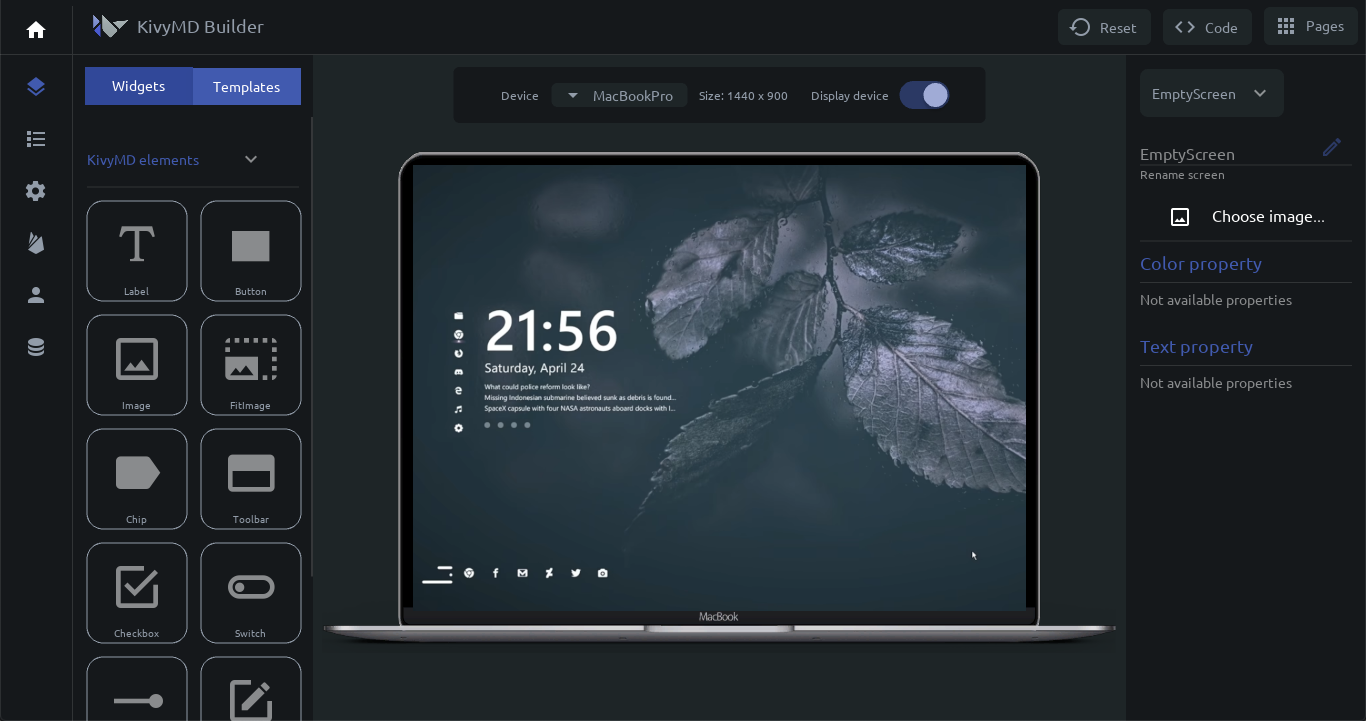 KivyMD Builder
Reset
Code
Pages
Widgets
Templates
Device
MacBookPro
Size: 1440 x 900
Display device
EmptyScreen
KivyMD elements
EmptyScreen
Rename screen
Choose image...
Color property
Not available properties
Text property
Not available properties
Label
Button
Image
FitImage
Chip
Toolbar
Checkbox
Switch
21:56
Saturday, April 24
What could police reform look like?
Missing Indonesian submarine believed sunk as debris is found...
SpaceX capsule with four NASA astronauts aboard docks with I...
MacBook